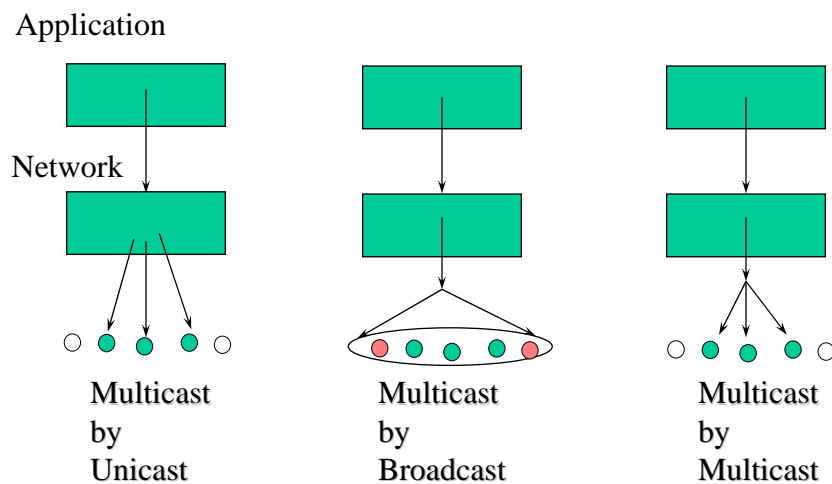 Application
Network
Multicast
by
Unicast
Multicast
by
Broadcast
Multicast
by
Multicast